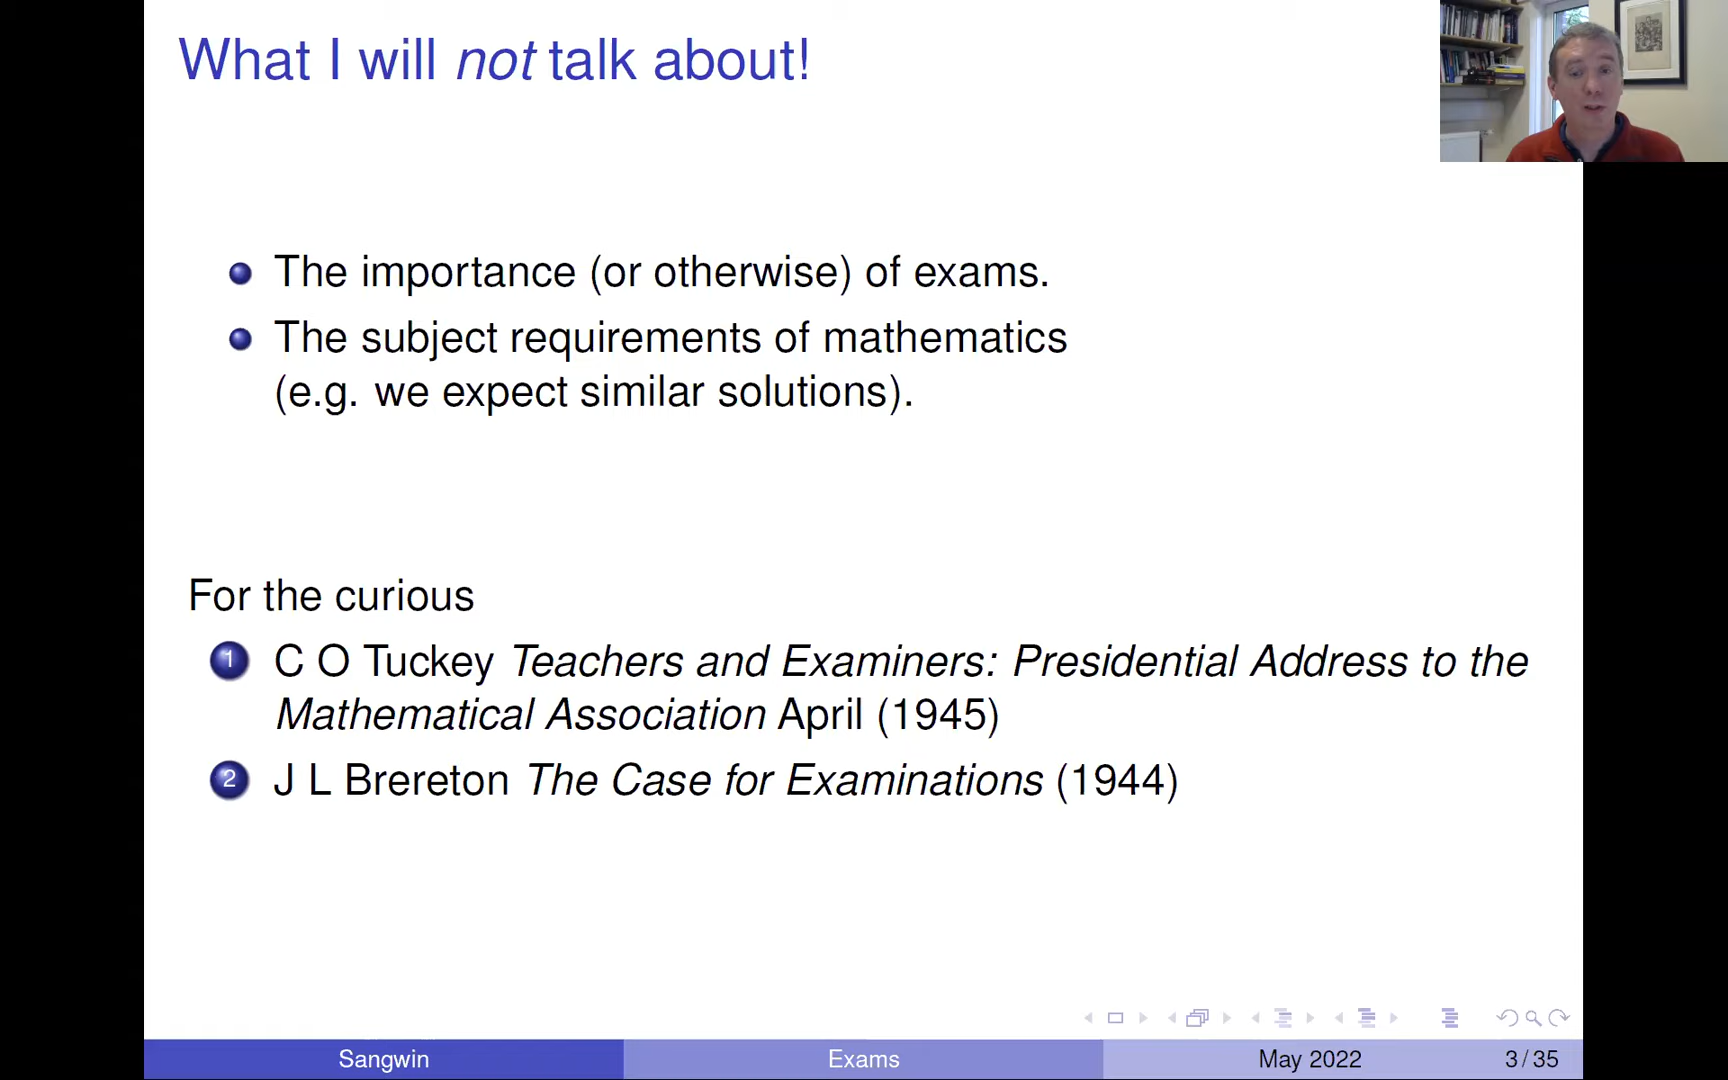 What I will not talk about!
The importance (or otherwise) of exams.
The subject requirements of mathematics
(e.g. we expect similar solutions).
For the curious
1 C O Tuckey Teachers and Examiners: Presidential Address to the
Mathematical Association April (1945)
2 J L Brereton The Case for Examinations (1944)
Sangwin Exams May 2022 3 / 35